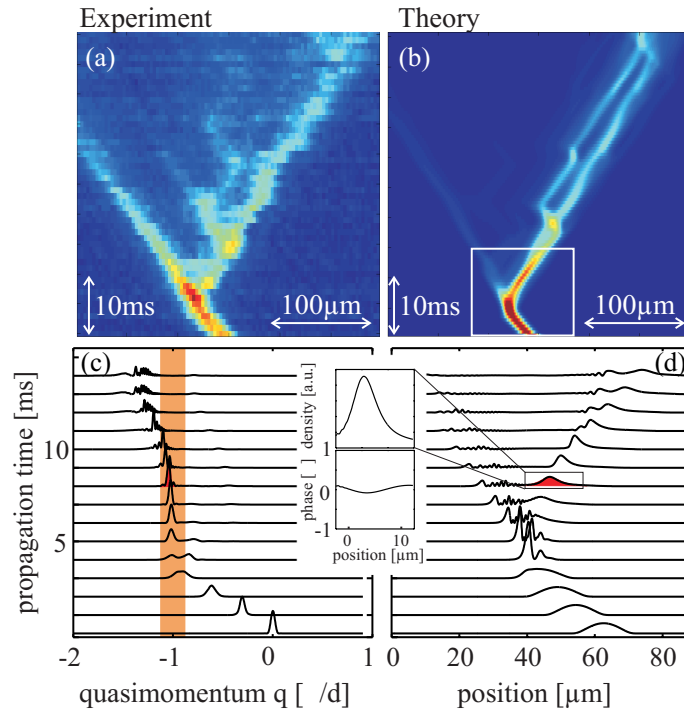 Experiment
Theory
(a)
(b)
10ms
100µm
10ms
100µm
(c)
(d)
propagation time [ms]
10
5
-2
-1
0
1
quasimomentum q [ /d]
density [a.u.]
1
phase [ ]
1
0
-1
0
10
position [µm]
0
20
40
60
80
position [µm]